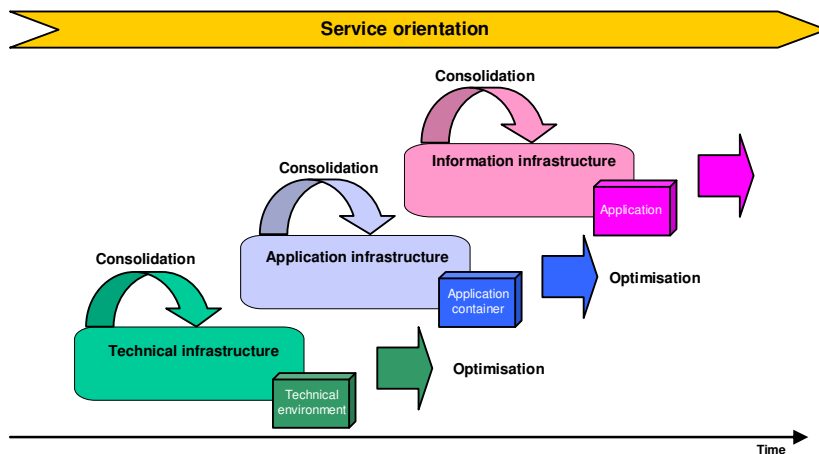 Service orientation
Consolidation
Information infrastructure
Application
Consolidation
Application infrastructure
Application
container
Optimisation
Consolidation
Technical infrastructure
Technical
environment
Optimisation
Time